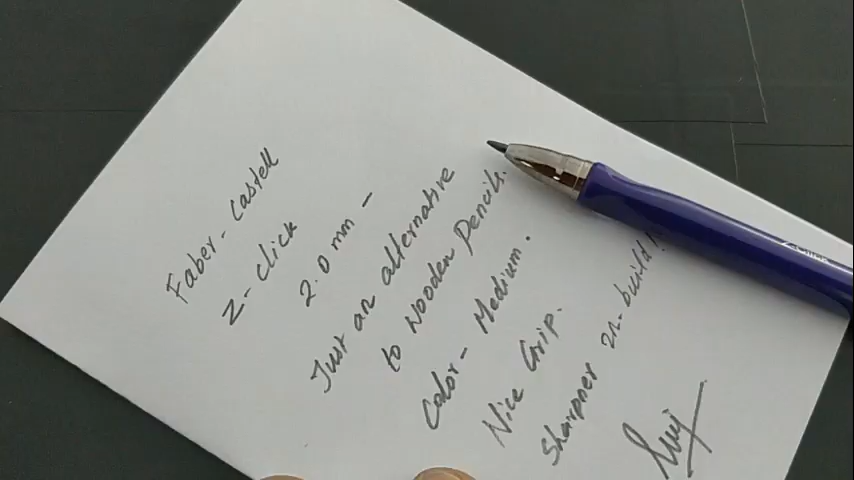 Faber-Castell
Z-click
2.0 mm -
Just an alternative
to Wooden Pencils.
Color - Medium.
Nice Grip.
Sharpner In-build!